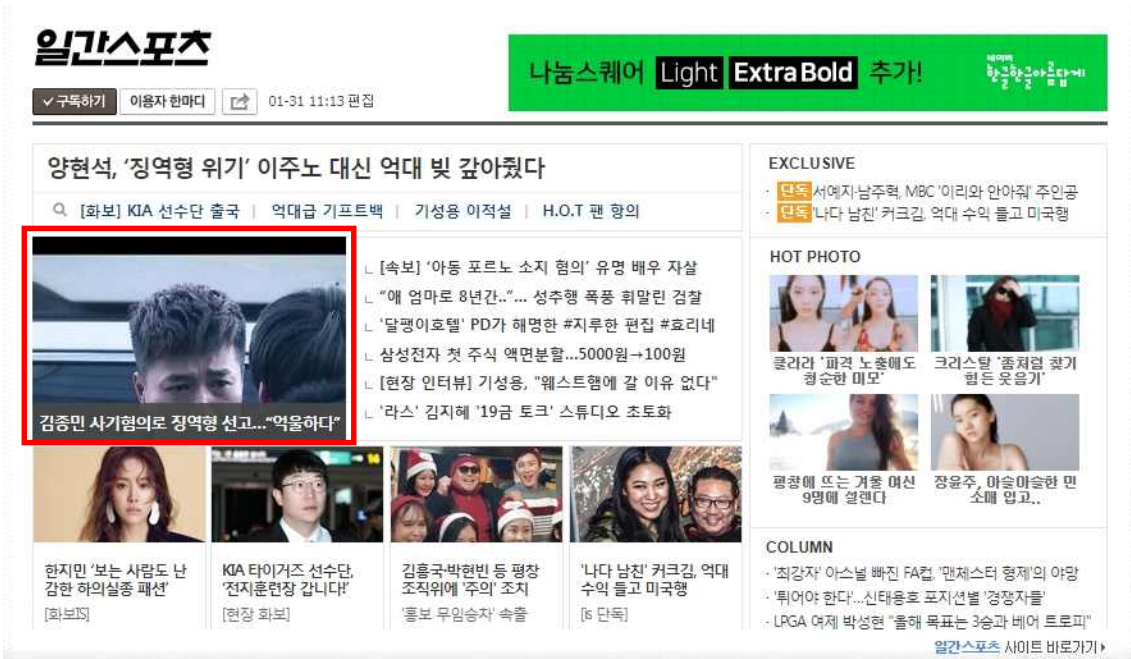 일간스포츠
나눔스퀘어 Light ExtraBold 추가!
네이버
한글한글아름답게
구독하기 이용자 한마디 01-31 11:13 편집
양현석, ‘징역형 위기’ 이주노 대신 억대 빚 갚아줬다
[화보] KIA 선수단 출국 | 억대급 기프트백 | 기성용 이적설 | H.O.T 팬 항의
김종민 사기혐의로 징역형 선고...“억울하다”
[속보] ‘아동 포르노 소지 혐의’ 유명 배우 자살
“애 엄마로 8년간..”... 성추행 폭풍 휘말린 검찰
'달팽이호텔' PD가 해명한 #지루한 편집 #효리네
삼성전자 첫 주식 액면분할...5000원→100원
[현장 인터뷰] 기성용, "웨스트햄에 갈 이유 없다"
'라스' 김지혜 '19금 토크' 스튜디오 초토화
한지민 ‘보는 사람도 난
감한 하의실종 패션’
[화보IS]
KIA 타이거즈 선수단,
‘전지훈련장 갑니다!’
[현장 화보]
김흥국·박현빈 등 평창
조직위에 '주의' 조치
‘홍보 무임승차’ 속출
'나다 남친' 커크김, 억대
수익 들고 미국행
[is 단독]
EXCLUSIVE
· 단독 서예지·남주혁, MBC '이리와 안아줘' 주인공
· 단독 '나다 남친' 커크김, 억대 수익 들고 미국행
HOT PHOTO
클라라 '파격 노출에도
청순한 미모'
크리스탈 '좀처럼 찾기
힘든 웃음기'
평창에 뜨는 겨울 여신
9명에 설렌다
장윤주, 아슬아슬한 민
소매 입고..
COLUMN
· '최강자' 아스널 빠진 FA컵, '맨체스터 형제'의 야망
· '튀어야 한다'...신태용호 포지션별 '경쟁자들'
· LPGA 여제 박성현 "올해 목표는 3승과 베어 트로피"
일간스포츠 사이트 바로가기